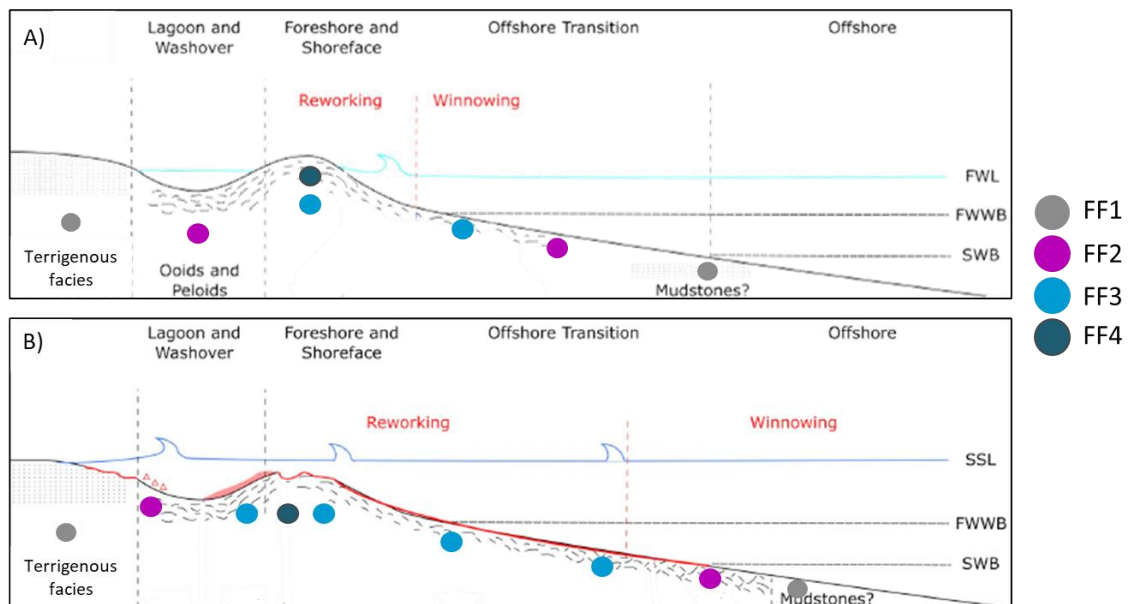 A)
Lagoon and
Washover
Foreshore and
Shoreface
Offshore Transition
Offshore
Reworking
Winnowing
FWL
FWWB
SWB
Terrigenous
facies
Ooids and
Peloids
Mudstones?
B)
Lagoon and
Washover
Foreshore and
Shoreface
Offshore Transition
Offshore
Reworking
Winnowing
SSL
FWWB
SWB
Terrigenous
facies
Mudstones?
FF1
FF2
FF3
FF4